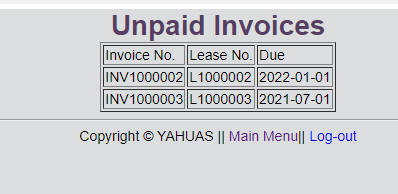 Unpaid Invoices
Invoice No. Lease No. Due
INV1000002 L1000002 2022-01-01
INV1000003 L1000003 2021-07-01
Copyright © YAHUAS || Main Menu|| Log-out